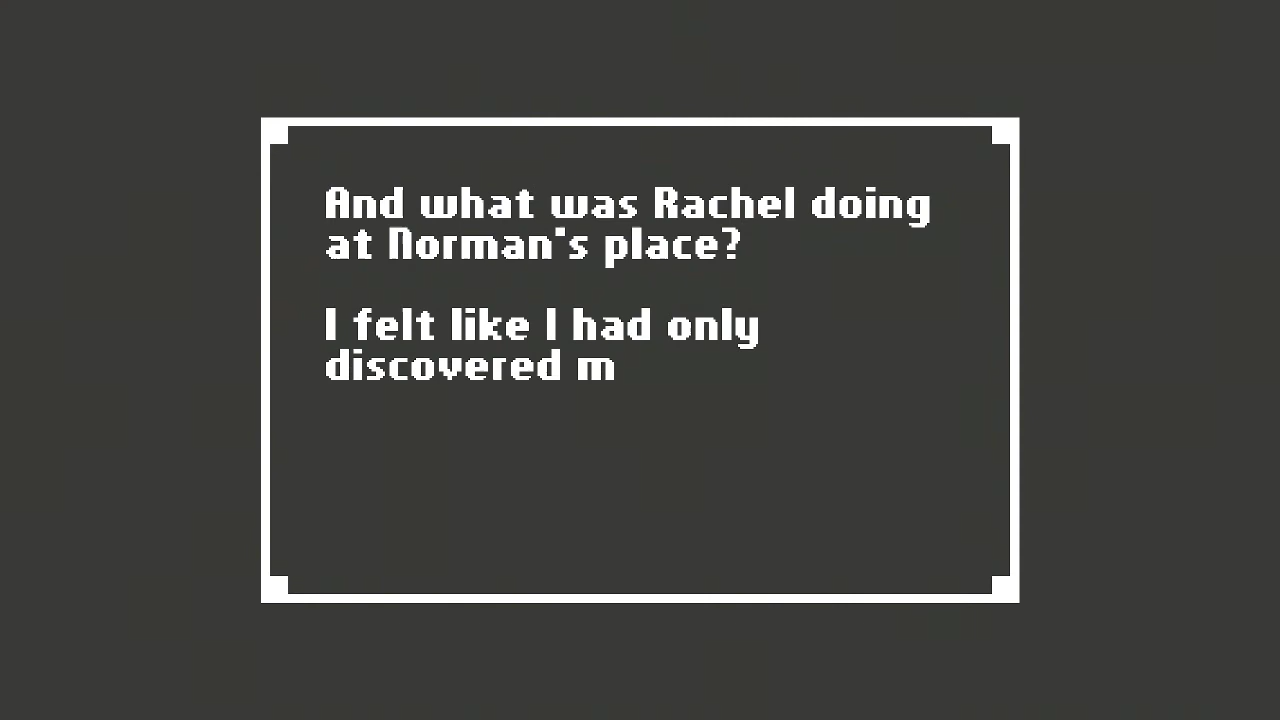 And what was Rachel doing
at Norman's place?
I felt like I had only
discovered m